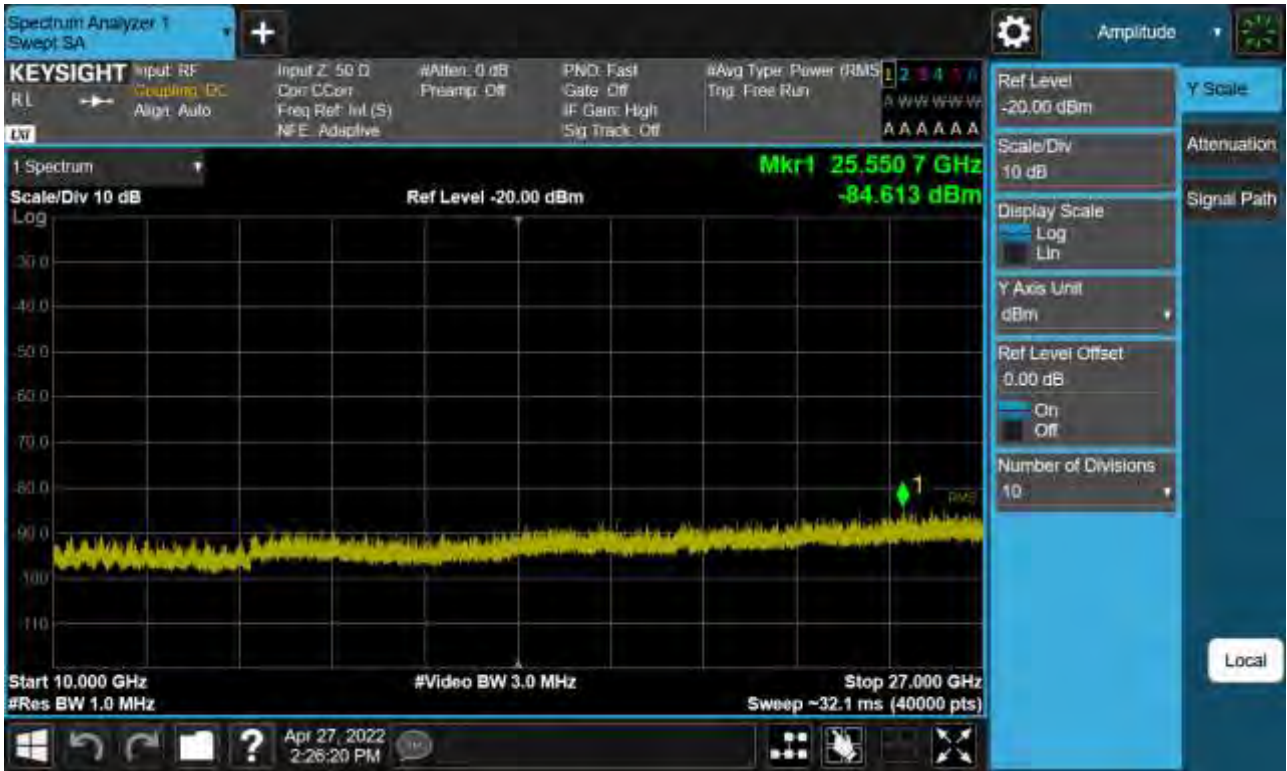 Spectrum Analyzer 1
Swept SA
+
Amplitude
KEYSIGHT
RL
LXI
Input: RF
Coupling: DC
Align: Auto
Input Z: 50 Ω
Corr CCorr
Freq Ref: Int (S)
NFE: Adaptive
#Atten: 0 dB
Preamp: Off
PNO: Fast
Gate: Off
IF Gain: High
Sig Track: Off
#Avg Type: Power (RMS
Trig: Free Run
1 2 3 4 5 6
A W W W W W
A A A A A A
1 Spectrum
Mkr1 25.550 7 GHz
-84.613 dBm
Scale/Div 10 dB
Ref Level -20.00 dBm
Log
-30.0
-40.0
-50.0
-60.0
-70.0
-80.0
-90.0
-100
-110
1
RMS
Start 10.000 GHz
#Video BW 3.0 MHz
Stop 27.000 GHz
#Res BW 1.0 MHz
Sweep ~32.1 ms (40000 pts)
Ref Level
-20.00 dBm
Scale/Div
10 dB
Display Scale
Log
Lin
Y Axis Unit
dBm
Ref Level Offset
0.00 dB
On
Off
Number of Divisions
10
Y Scale
Attenuation
Signal Path
Local
?
Apr 27, 2022
2:26:20 PM